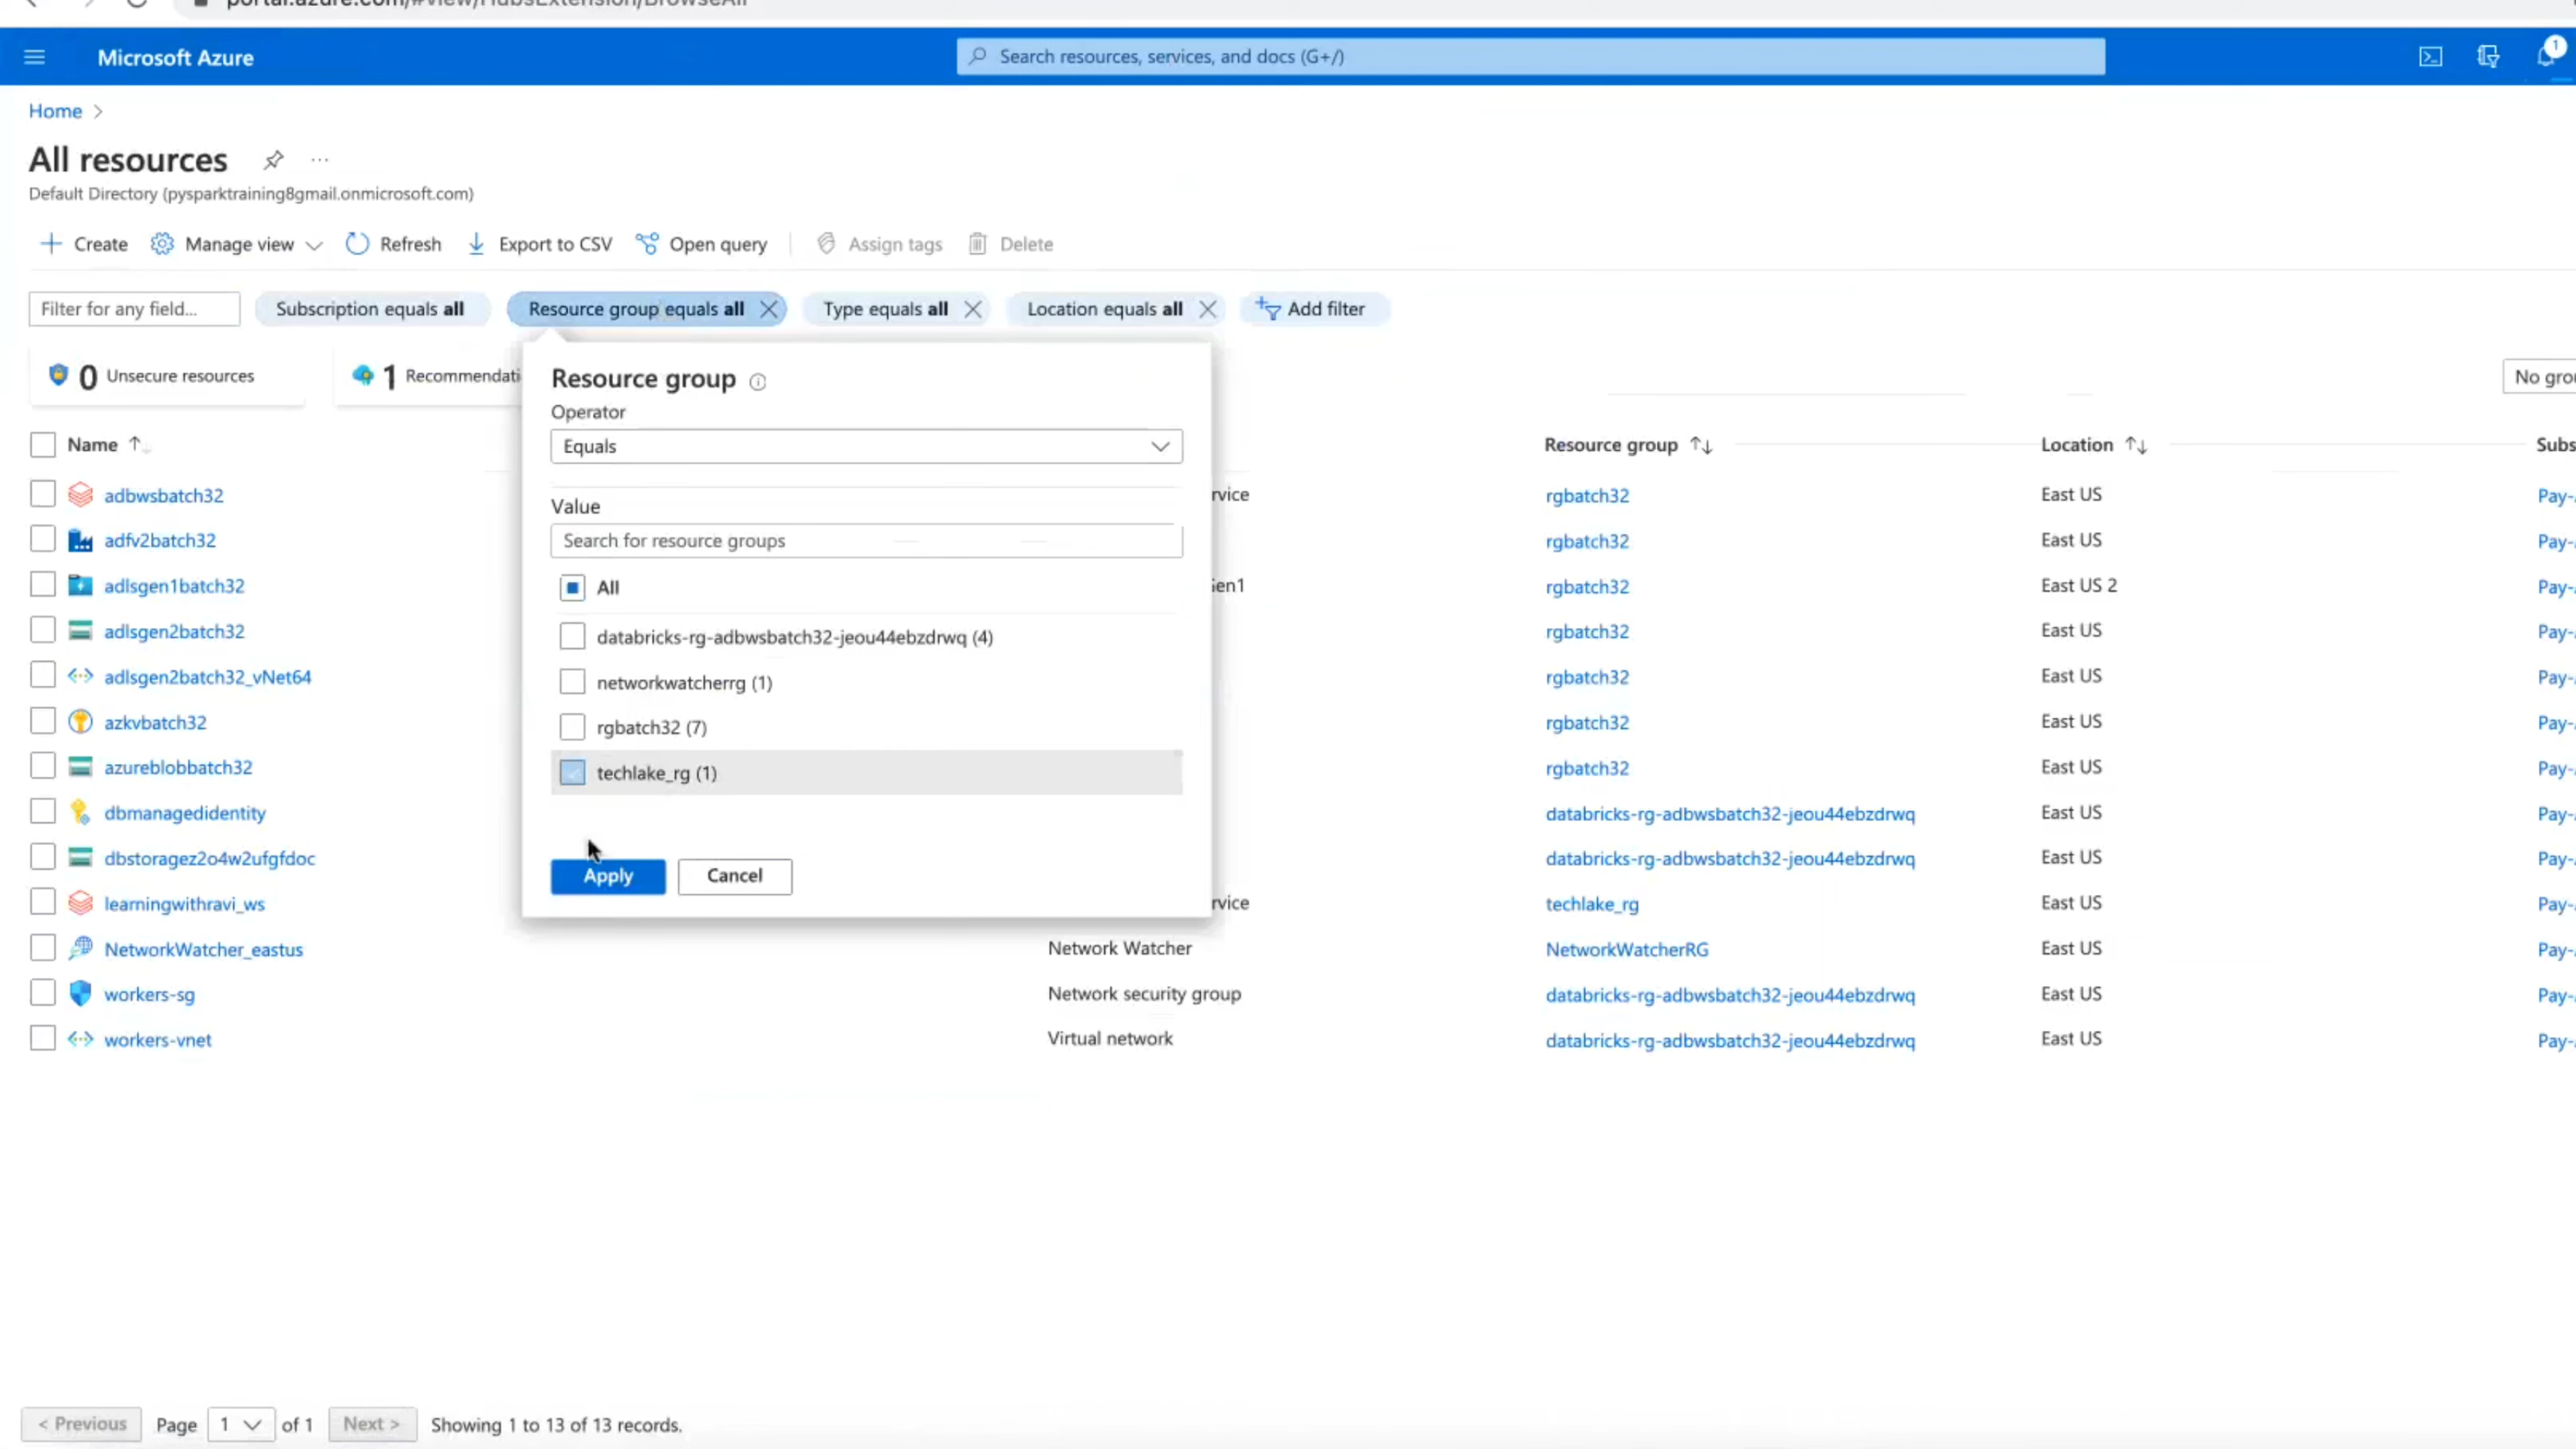 portal.azure.com/#view/HubsExtension/BrowseAll
Microsoft Azure
Search resources, services, and docs (G+/)
1
Home
All resources
Default Directory (pysparktraining8gmail.onmicrosoft.com)
Create Manage view Refresh Export to CSV Open query Assign tags Delete
Filter for any field... Subscription equals all Resource group equals all Type equals all Location equals all Add filter
0 Unsecure resources 1 Recommendati No gro
Resource group
Operator
Equals
Value
Search for resource groups
All
databricks-rg-adbwsbatch32-jeou44ebzdrwq (4)
networkwatcherrg (1)
rgbatch32 (7)
techlake_rg (1)
Apply Cancel
Name Resource group Location Subs
adbwsbatch32 rvice rgbatch32 East US Pay-
adfv2batch32 rgbatch32 East US Pay-
adlsgen1batch32 Gen1 rgbatch32 East US 2 Pay-
adlsgen2batch32 rgbatch32 East US Pay-
adlsgen2batch32_vNet64 rgbatch32 East US Pay-
azkvbatch32 rgbatch32 East US Pay-
azureblobbatch32 rgbatch32 East US Pay-
dbmanagedidentity databricks-rg-adbwsbatch32-jeou44ebzdrwq East US Pay-
dbstoragez2o4w2ufgfdoc databricks-rg-adbwsbatch32-jeou44ebzdrwq East US Pay-
learningwithravi_ws rvice techlake_rg East US Pay-
NetworkWatcher_eastus Network Watcher NetworkWatcherRG East US Pay-
workers-sg Network security group databricks-rg-adbwsbatch32-jeou44ebzdrwq East US Pay-
workers-vnet Virtual network databricks-rg-adbwsbatch32-jeou44ebzdrwq East US Pay-
< Previous Page 1 of 1 Next > Showing 1 to 13 of 13 records.